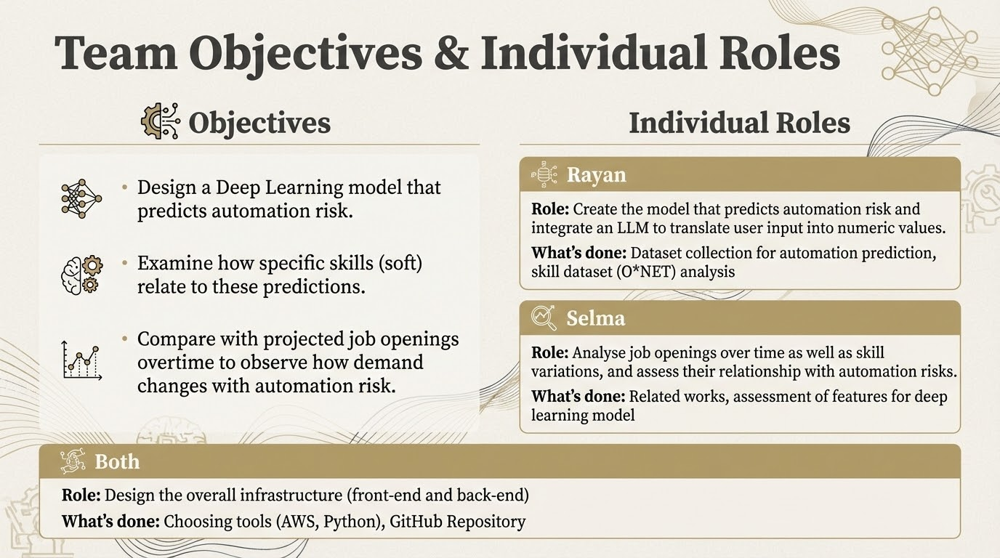 Team Objectives & Individual Roles
Objectives
• Design a Deep Learning model that
predicts automation risk.
• Examine how specific skills (soft)
relate to these predictions.
• Compare with projected job openings
overtime to observe how demand
changes with automation risk.
Individual Roles
Rayan
Role: Create the model that predicts automation risk and
integrate an LLM to translate user input into numeric values.
What's done: Dataset collection for automation prediction,
skill dataset (O*NET) analysis
Selma
Role: Analyse job openings over time as well as skill
variations, and assess their relationship with automation risks.
What's done: Related works, assessment of features for deep
learning model
Both
Role: Design the overall infrastructure (front-end and back-end)
What's done: Choosing tools (AWS, Python), GitHub Repository